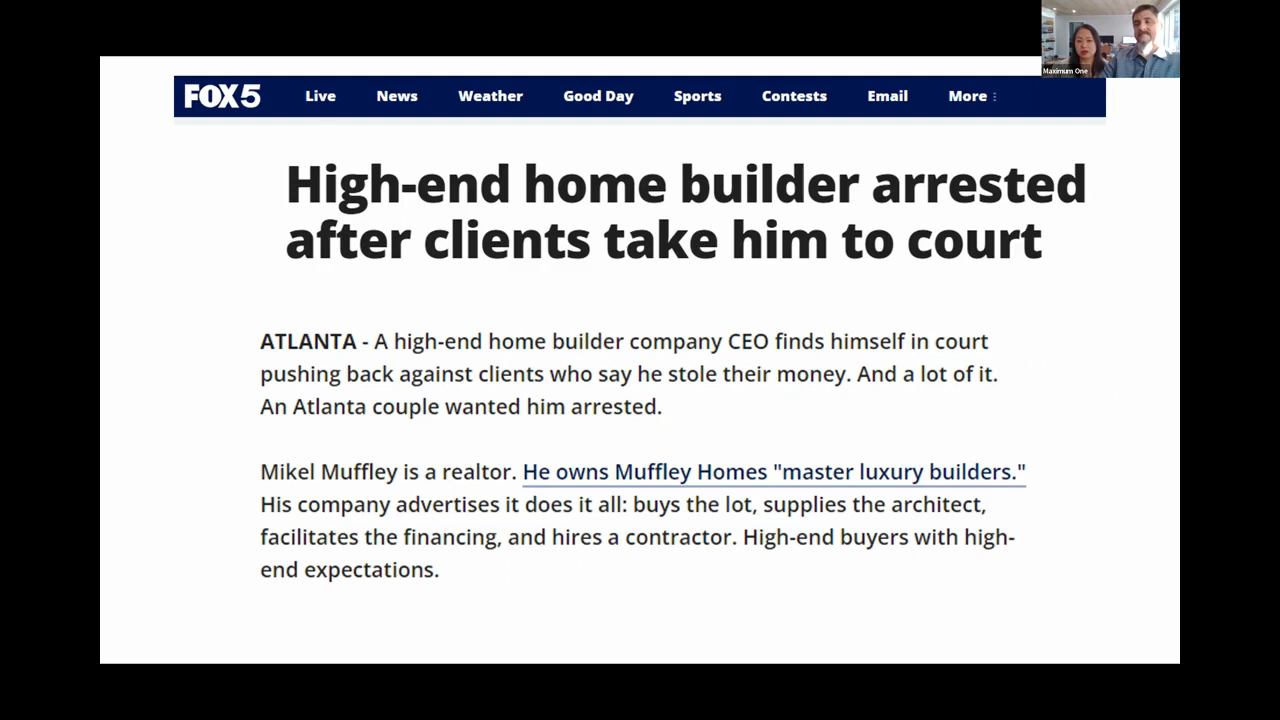 Maximum One
FOX 5 Live News Weather Good Day Sports Contests Email More
High-end home builder arrested
after clients take him to court
ATLANTA - A high-end home builder company CEO finds himself in court
pushing back against clients who say he stole their money. And a lot of it.
An Atlanta couple wanted him arrested.
Mikel Muffley is a realtor. He owns Muffley Homes "master luxury builders."
His company advertises it does it all: buys the lot, supplies the architect,
facilitates the financing, and hires a contractor. High-end buyers with high-
end expectations.